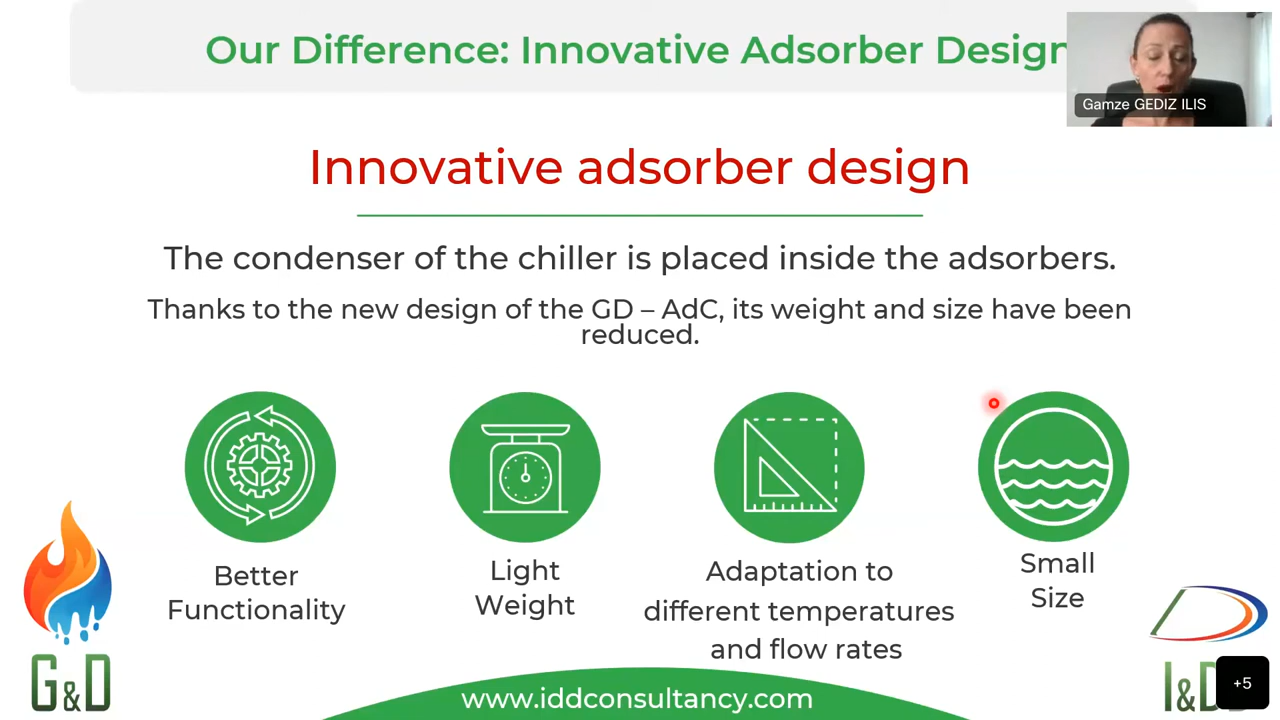 Our Difference: Innovative Adsorber Design
Gamze GEDIZ ILIS
Innovative adsorber design
The condenser of the chiller is placed inside the adsorbers.
Thanks to the new design of the GD – AdC, its weight and size have been
reduced.
Better
Functionality
Light
Weight
Adaptation to
different temperatures
and flow rates
Small
Size
G&D
www.iddconsultancy.com
I&D
+5